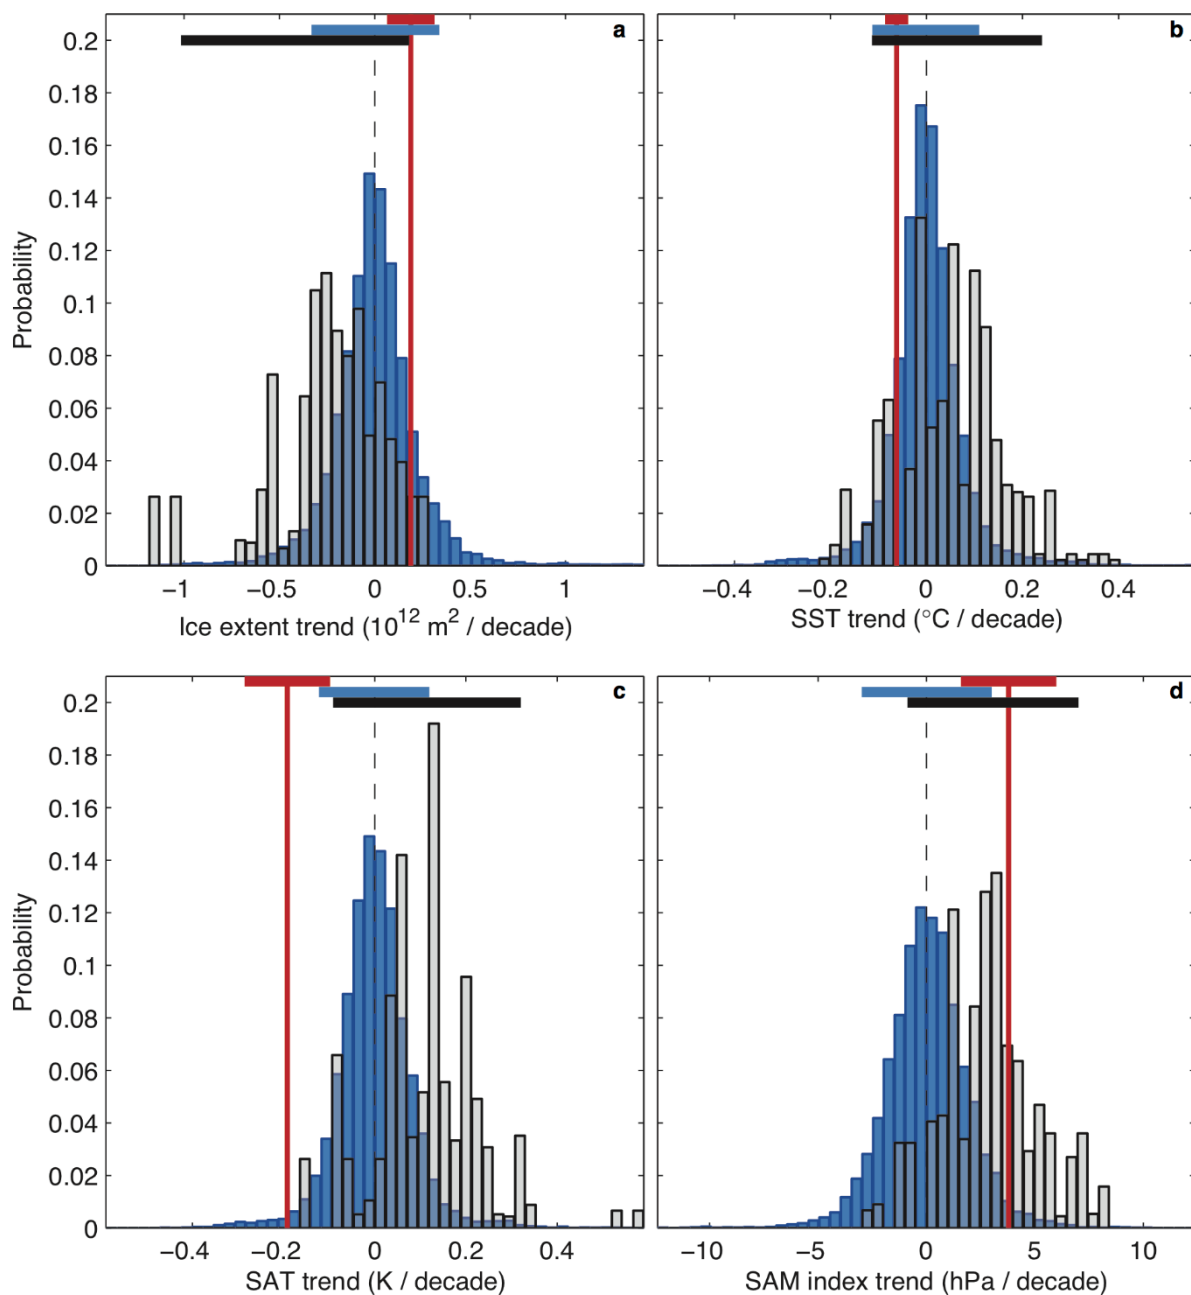 a
0.2
0.18
0.16
0.14
0.12
0.1
0.08
0.06
0.04
0.02
0
Probability
−1 −0.5 0 0.5 1
Ice extent trend (10¹² m² / decade)
b
−0.4 −0.2 0 0.2 0.4
SST trend (°C / decade)
c
0.2
0.18
0.16
0.14
0.12
0.1
0.08
0.06
0.04
0.02
0
Probability
−0.4 −0.2 0 0.2 0.4
SAT trend (K / decade)
d
−10 −5 0 5 10
SAM index trend (hPa / decade)